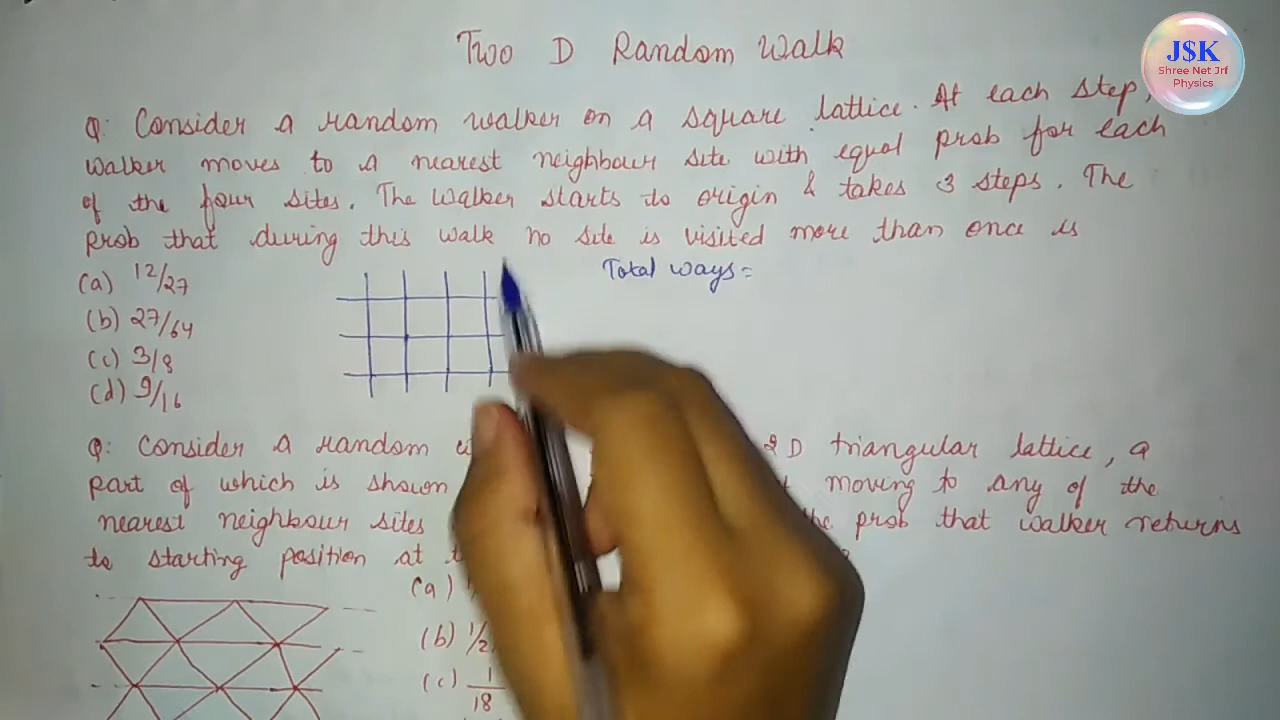 Two D Random Walk
J$K
Shree Net Jrf
Physics
Q: Consider a random walker on a square lattice. At each step,
walker moves to a nearest neighbour site with equal prob for each
of the four sites. The walker starts to origin & takes 3 steps. The
prob that during this walk no site is visited more than once is
(a) 12/27
(b) 27/64
(c) 3/8
(d) 9/16
Total ways =
Q: Consider a random 2D triangular lattice, a
part of which is shown moving to any of the
nearest neighbour sites the prob that walker returns
to starting position at
(a)
(b)
(c) 1/18